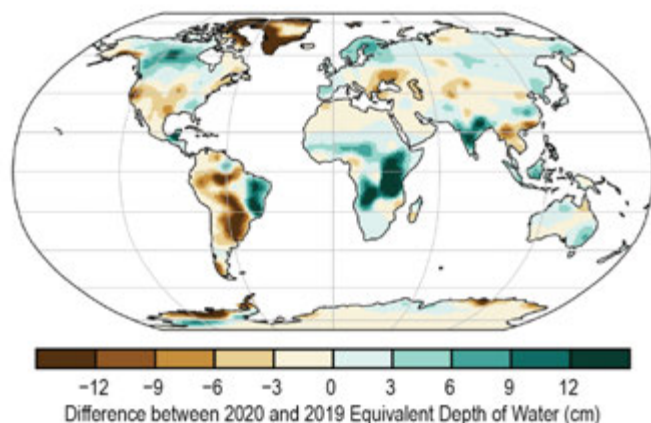 −12 −9 −6 −3 0 3 6 9 12
Difference between 2020 and 2019 Equivalent Depth of Water (cm)